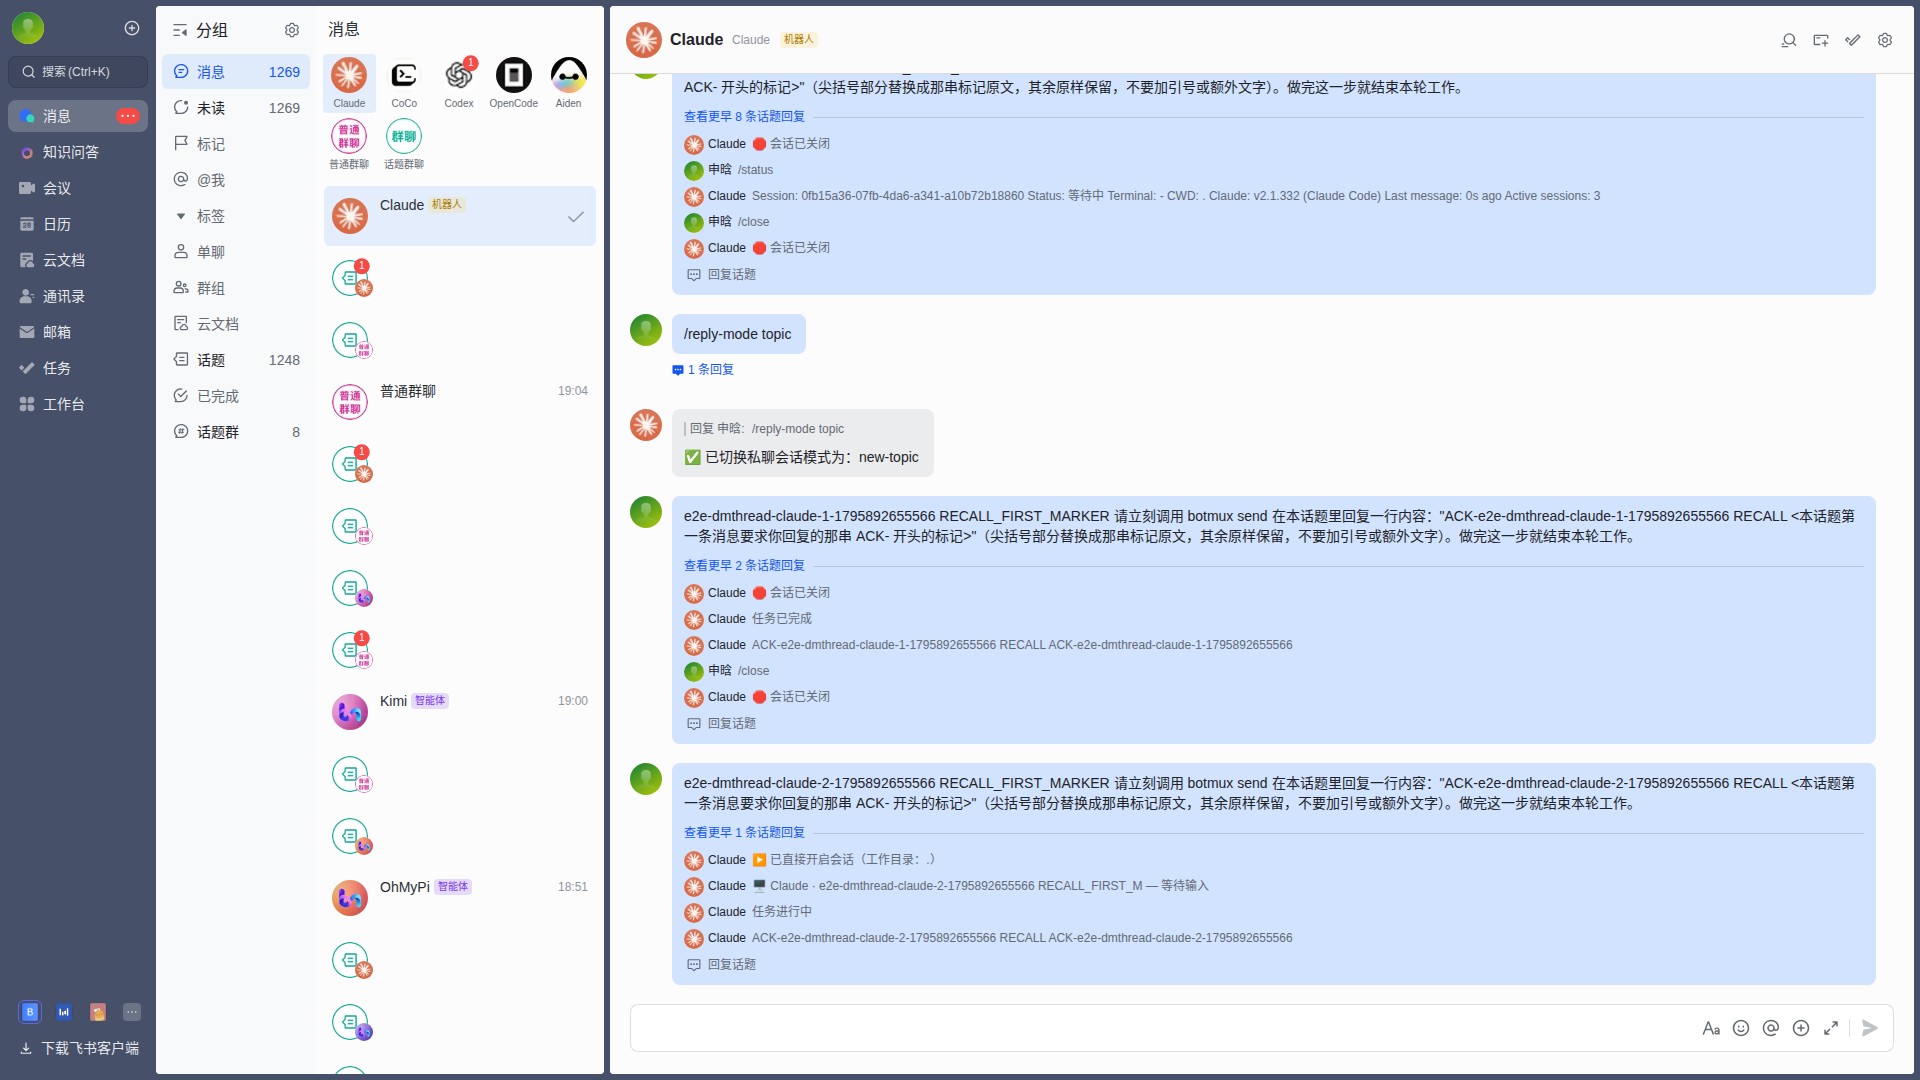 搜索 (Ctrl+K)
消息
知识问答
会议
日历
云文档
通讯录
邮箱
任务
工作台
下载飞书客户端
分组
消息 1269
未读 1269
标记
@我
标签
单聊
群组
云文档
话题 1248
已完成
话题群 8
消息
1
Claude CoCo Codex OpenCode Aiden
普通
群聊
群聊
普通群聊 话题群聊
Claude 机器人
1
普通
群聊
普通群聊 19:04
1
1
Kimi 智能体 19:00
OhMyPi 智能体 18:51
Claude Claude 机器人
ACK- 开头的标记>"（尖括号部分替换成那串标记原文，其余原样保留，不要加引号或额外文字）。做完这一步就结束本轮工作。
查看更早 8 条话题回复
Claude 会话已关闭
申晗 /status
Claude Session: 0fb15a36-07fb-4da6-a341-a10b72b18860 Status: 等待中 Terminal: - CWD: . Claude: v2.1.332 (Claude Code) Last message: 0s ago Active sessions: 3
申晗 /close
Claude 会话已关闭
回复话题
/reply-mode topic
1 条回复
回复 申晗: /reply-mode topic
✅ 已切换私聊会话模式为：new-topic
e2e-dmthread-claude-1-1795892655566 RECALL_FIRST_MARKER 请立刻调用 botmux send 在本话题里回复一行内容："ACK-e2e-dmthread-claude-1-1795892655566 RECALL <本话题第
一条消息要求你回复的那串 ACK- 开头的标记>"（尖括号部分替换成那串标记原文，其余原样保留，不要加引号或额外文字）。做完这一步就结束本轮工作。
查看更早 2 条话题回复
Claude 会话已关闭
Claude 任务已完成
Claude ACK-e2e-dmthread-claude-1-1795892655566 RECALL ACK-e2e-dmthread-claude-1-1795892655566
申晗 /close
Claude 会话已关闭
回复话题
e2e-dmthread-claude-2-1795892655566 RECALL_FIRST_MARKER 请立刻调用 botmux send 在本话题里回复一行内容："ACK-e2e-dmthread-claude-2-1795892655566 RECALL <本话题第
一条消息要求你回复的那串 ACK- 开头的标记>"（尖括号部分替换成那串标记原文，其余原样保留，不要加引号或额外文字）。做完这一步就结束本轮工作。
查看更早 1 条话题回复
Claude ▶️ 已直接开启会话（工作目录：.）
Claude 🖥️ Claude · e2e-dmthread-claude-2-1795892655566 RECALL_FIRST_M — 等待输入
Claude 任务进行中
Claude ACK-e2e-dmthread-claude-2-1795892655566 RECALL ACK-e2e-dmthread-claude-2-1795892655566
回复话题
Aa